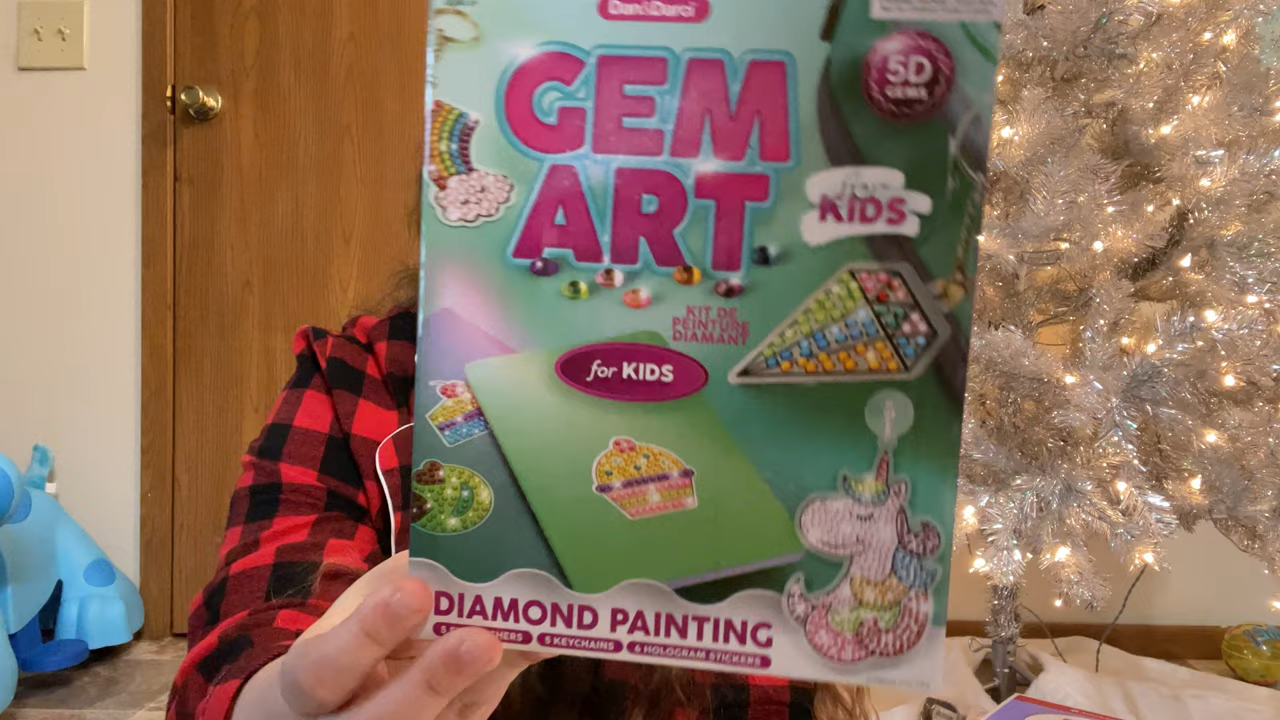 Dan&Darci
GEM
ART
5D
GEMS
for
KIDS
KIT DE
PEINTURE
DIAMANT
for KIDS
DIAMOND PAINTING
5 KEYCHAINS
6 HOLOGRAM STICKERS